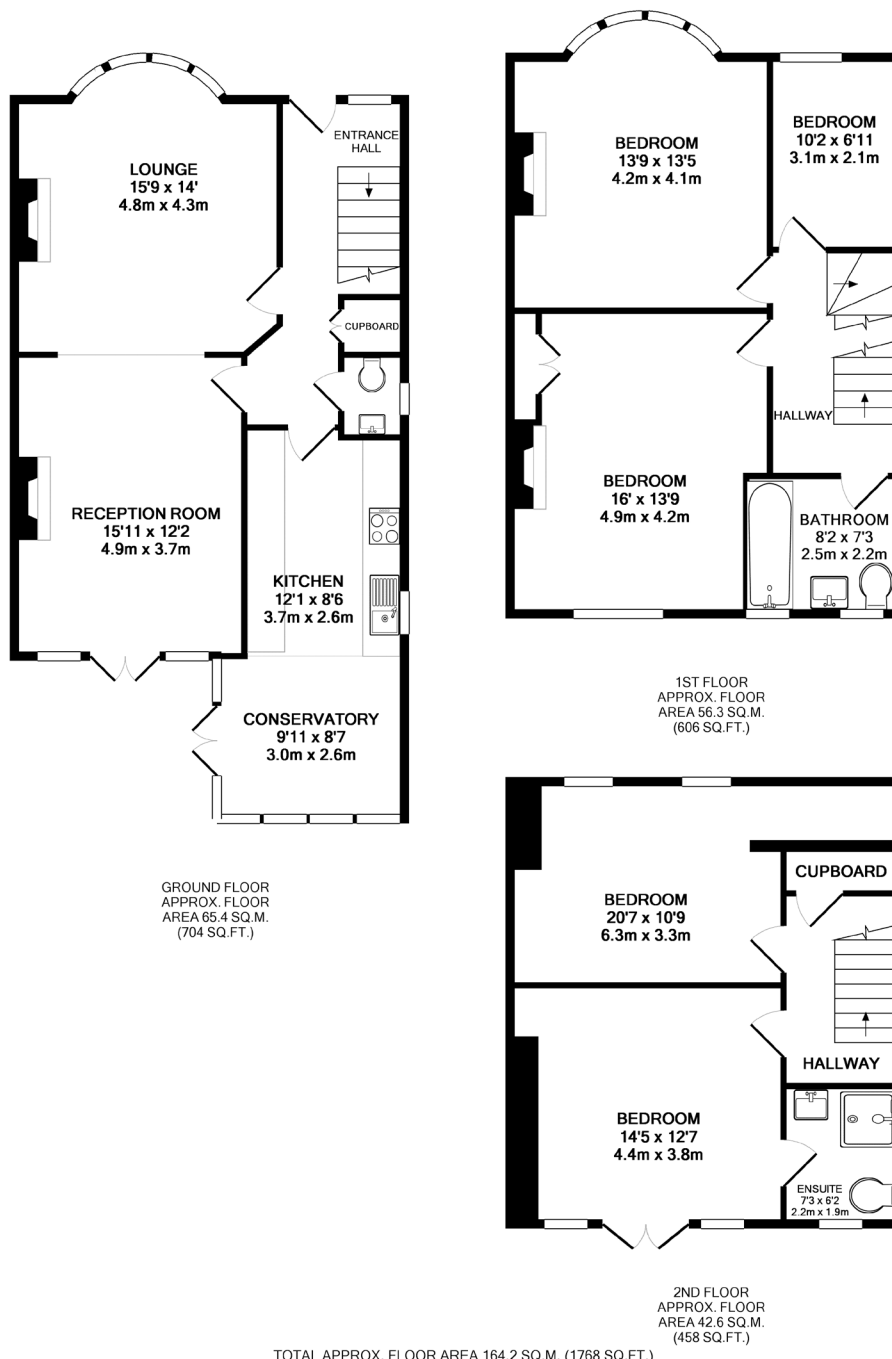 LOUNGE
15'9 x 14'
4.8m x 4.3m
ENTRANCE
HALL
CUPBOARD
RECEPTION ROOM
15'11 x 12'2
4.9m x 3.7m
KITCHEN
12'1 x 8'6
3.7m x 2.6m
CONSERVATORY
9'11 x 8'7
3.0m x 2.6m
GROUND FLOOR
APPROX. FLOOR
AREA 65.4 SQ.M.
(704 SQ.FT.)
BEDROOM
13'9 x 13'5
4.2m x 4.1m
BEDROOM
10'2 x 6'11
3.1m x 2.1m
HALLWAY
BEDROOM
16' x 13'9
4.9m x 4.2m
BATHROOM
8'2 x 7'3
2.5m x 2.2m
1ST FLOOR
APPROX. FLOOR
AREA 56.3 SQ.M.
(606 SQ.FT.)
CUPBOARD
BEDROOM
20'7 x 10'9
6.3m x 3.3m
HALLWAY
BEDROOM
14'5 x 12'7
4.4m x 3.8m
ENSUITE
7'3 x 6'2
2.2m x 1.9m
2ND FLOOR
APPROX. FLOOR
AREA 42.6 SQ.M.
(458 SQ.FT.)
TOTAL APPROX. FLOOR AREA 164.2 SQ.M. (1768 SQ.FT.)